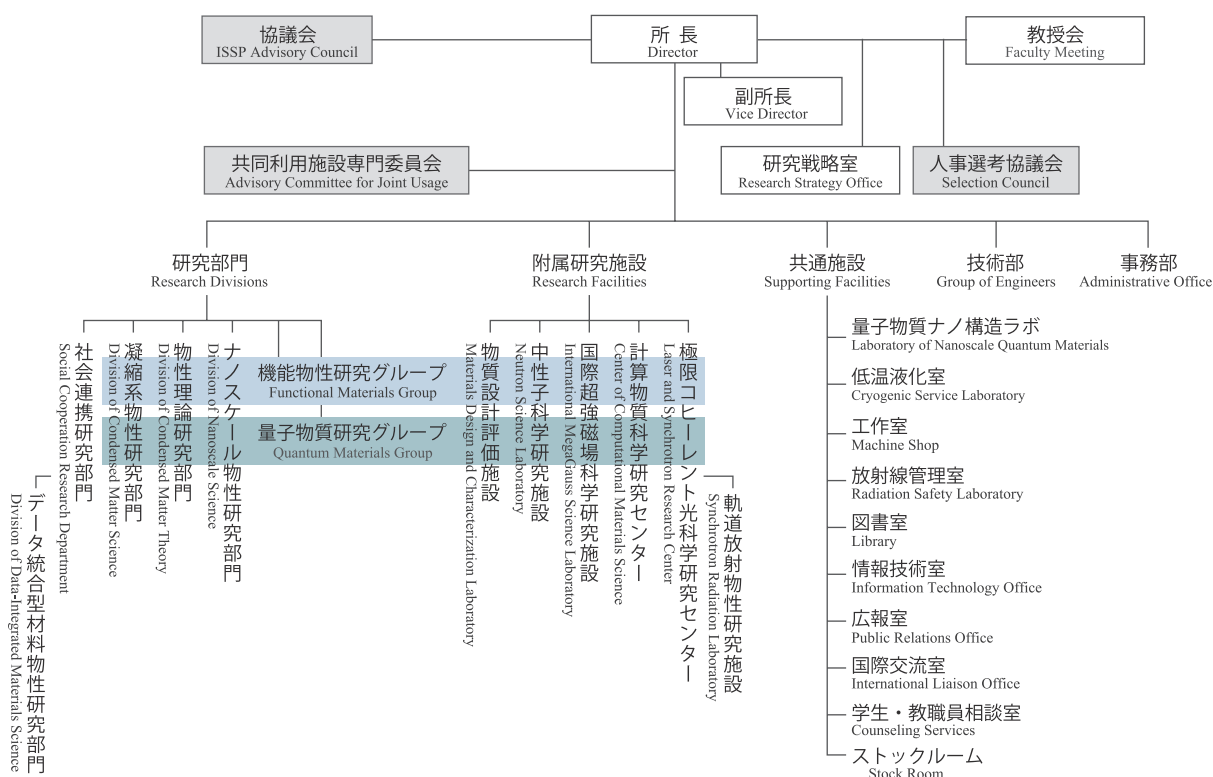 協議会
ISSP Advisory Council
所 長
Director
教授会
Faculty Meeting
副所長
Vice Director
共同利用施設専門委員会
Advisory Committee for Joint Usage
研究戦略室
Research Strategy Office
人事選考協議会
Selection Council
研究部門
Research Divisions
附属研究施設
Research Facilities
共通施設
Supporting Facilities
技術部
Group of Engineers
事務部
Administrative Office
社会連携研究部門
Social Cooperation Research Department
データ統合型材料物性研究部門
Division of Data-Integrated Materials Science
凝縮系物性研究部門
Division of Condensed Matter Science
物性理論研究部門
Division of Condensed Matter Theory
ナノスケール物性研究部門
Division of Nanoscale Science
機能物性研究グループ
Functional Materials Group
量子物質研究グループ
Quantum Materials Group
物質設計評価施設
Materials Design and Characterization Laboratory
中性子科学研究施設
Neutron Science Laboratory
国際超強磁場科学研究施設
International MegaGauss Science Laboratory
計算物質科学研究センター
Center of Computational Materials Science
極限コヒーレント光科学研究センター
Laser and Synchrotron Research Center
軌道放射物性研究施設
Synchrotron Radiation Laboratory
量子物質ナノ構造ラボ
Laboratory of Nanoscale Quantum Materials
低温液化室
Cryogenic Service Laboratory
工作室
Machine Shop
放射線管理室
Radiation Safety Laboratory
図書室
Library
情報技術室
Information Technology Office
広報室
Public Relations Office
国際交流室
International Liaison Office
学生・教職員相談室
Counseling Services
ストックルーム
Stock Room